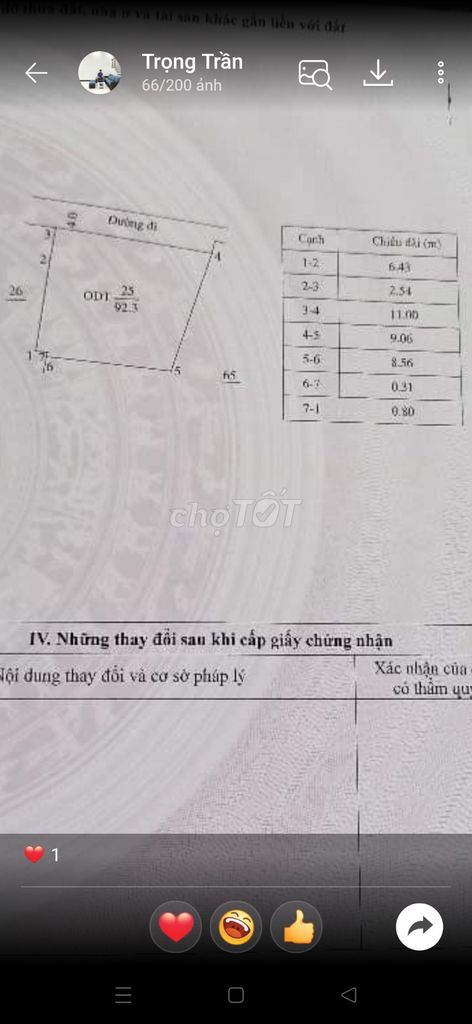 thửa đất, nhà ở và tài sản khác gắn liền với đất
Trọng Trần
66/200 ảnh
Đường đi
3
4
2
26
ODT 25
92.3
1
7
6
5
65
Cạnh Chiều dài (m)
1-2 6.43
2-3 2.54
3-4 11.00
4-5 9.06
5-6 8.56
6-7 0.31
7-1 0.80
chợTỐT
IV. Những thay đổi sau khi cấp giấy chứng nhận
Nội dung thay đổi và cơ sở pháp lý
Xác nhận của
có thẩm quy
1